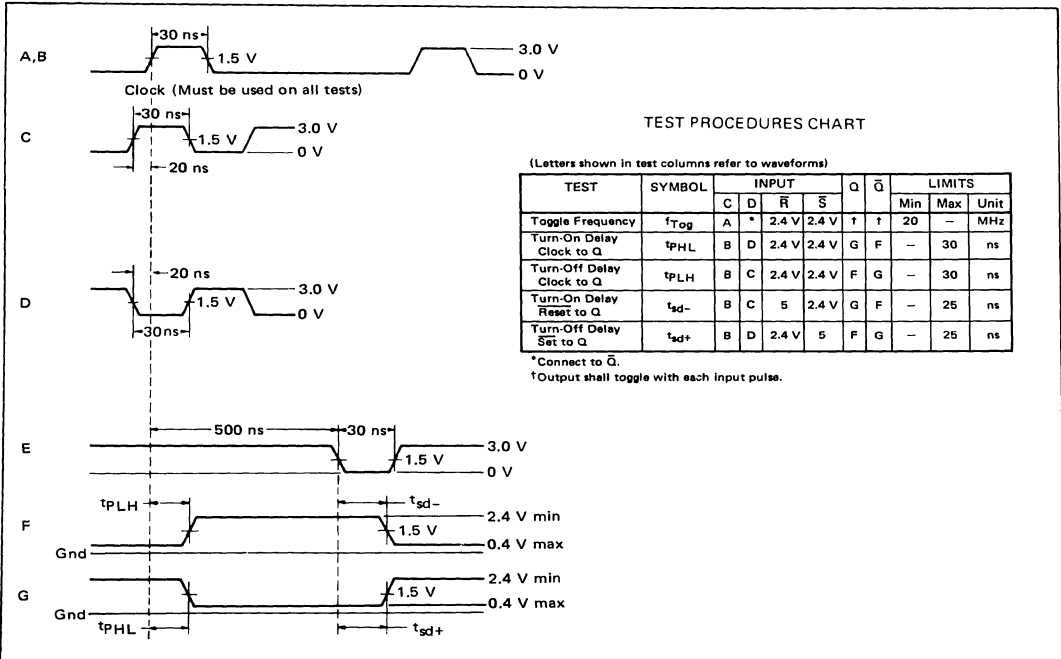 30 ns
A,B
1.5 V
3.0 V
0 V
Clock (Must be used on all tests)
30 ns
C
1.5 V
3.0 V
0 V
20 ns
20 ns
D
1.5 V
3.0 V
0 V
30 ns
500 ns
30 ns
E
3.0 V
1.5 V
0 V
tPLH
tsd–
F
2.4 V min
1.5 V
0.4 V max
Gnd
G
2.4 V min
1.5 V
0.4 V max
Gnd
tPHL
tsd+
TEST PROCEDURES CHART
(Letters shown in test columns refer to waveforms)
TEST SYMBOL INPUT Q Q̅ LIMITS
C D R̅ S̅ Min Max Unit
Toggle Frequency fTog A * 2.4 V 2.4 V † † 20 – MHz
Turn-On Delay
Clock to Q tPHL B D 2.4 V 2.4 V G F – 30 ns
Turn-Off Delay
Clock to Q tPLH B C 2.4 V 2.4 V F G – 30 ns
Turn-On Delay
R̅e̅s̅e̅t̅ to Q tsd– B C 5 2.4 V G F – 25 ns
Turn-Off Delay
S̅e̅t̅ to Q tsd+ B D 2.4 V 5 F G – 25 ns
*Connect to Q̅.
†Output shall toggle with each input pulse.